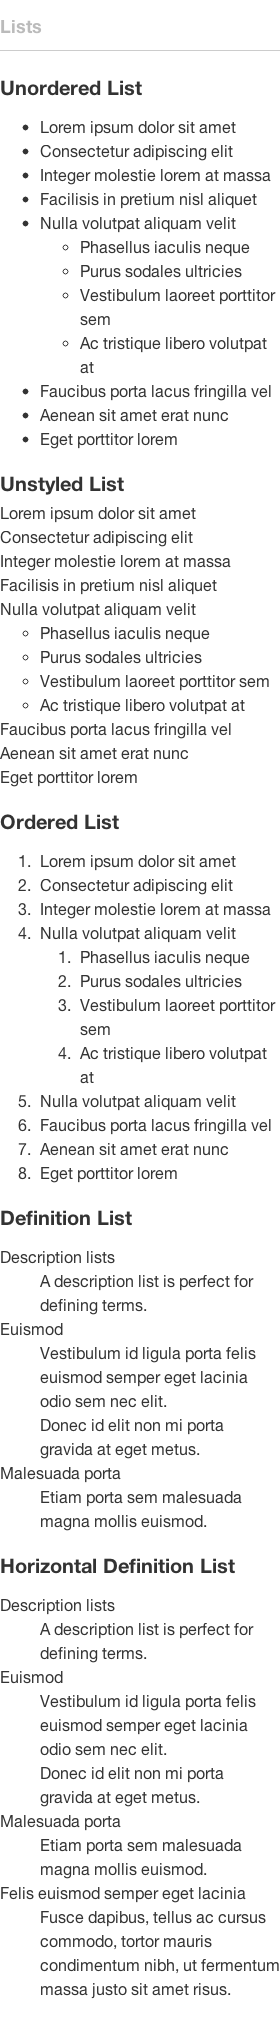 Lists
Unordered List
• Lorem ipsum dolor sit amet
• Consectetur adipiscing elit
• Integer molestie lorem at massa
• Facilisis in pretium nisl aliquet
• Nulla volutpat aliquam velit
◦ Phasellus iaculis neque
◦ Purus sodales ultricies
◦ Vestibulum laoreet porttitor
sem
◦ Ac tristique libero volutpat
at
• Faucibus porta lacus fringilla vel
• Aenean sit amet erat nunc
• Eget porttitor lorem
Unstyled List
Lorem ipsum dolor sit amet
Consectetur adipiscing elit
Integer molestie lorem at massa
Facilisis in pretium nisl aliquet
Nulla volutpat aliquam velit
◦ Phasellus iaculis neque
◦ Purus sodales ultricies
◦ Vestibulum laoreet porttitor sem
◦ Ac tristique libero volutpat at
Faucibus porta lacus fringilla vel
Aenean sit amet erat nunc
Eget porttitor lorem
Ordered List
1. Lorem ipsum dolor sit amet
2. Consectetur adipiscing elit
3. Integer molestie lorem at massa
4. Nulla volutpat aliquam velit
1. Phasellus iaculis neque
2. Purus sodales ultricies
3. Vestibulum laoreet porttitor
sem
4. Ac tristique libero volutpat
at
5. Nulla volutpat aliquam velit
6. Faucibus porta lacus fringilla vel
7. Aenean sit amet erat nunc
8. Eget porttitor lorem
Definition List
Description lists
A description list is perfect for
defining terms.
Euismod
Vestibulum id ligula porta felis
euismod semper eget lacinia
odio sem nec elit.
Donec id elit non mi porta
gravida at eget metus.
Malesuada porta
Etiam porta sem malesuada
magna mollis euismod.
Horizontal Definition List
Description lists
A description list is perfect for
defining terms.
Euismod
Vestibulum id ligula porta felis
euismod semper eget lacinia
odio sem nec elit.
Donec id elit non mi porta
gravida at eget metus.
Malesuada porta
Etiam porta sem malesuada
magna mollis euismod.
Felis euismod semper eget lacinia
Fusce dapibus, tellus ac cursus
commodo, tortor mauris
condimentum nibh, ut fermentum
massa justo sit amet risus.